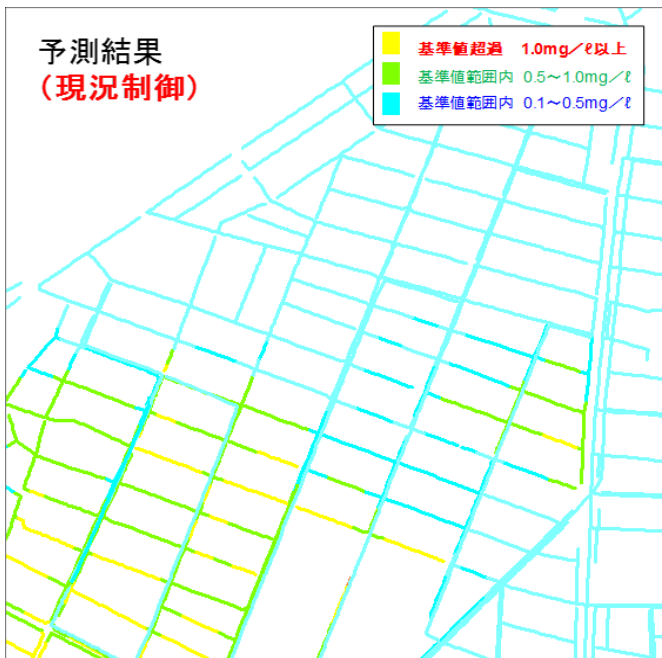 予測結果
（現況制御）
基準値超過 1.0mg／ℓ以上
基準値範囲内 0.5～1.0mg／ℓ
基準値範囲内 0.1～0.5mg／ℓ